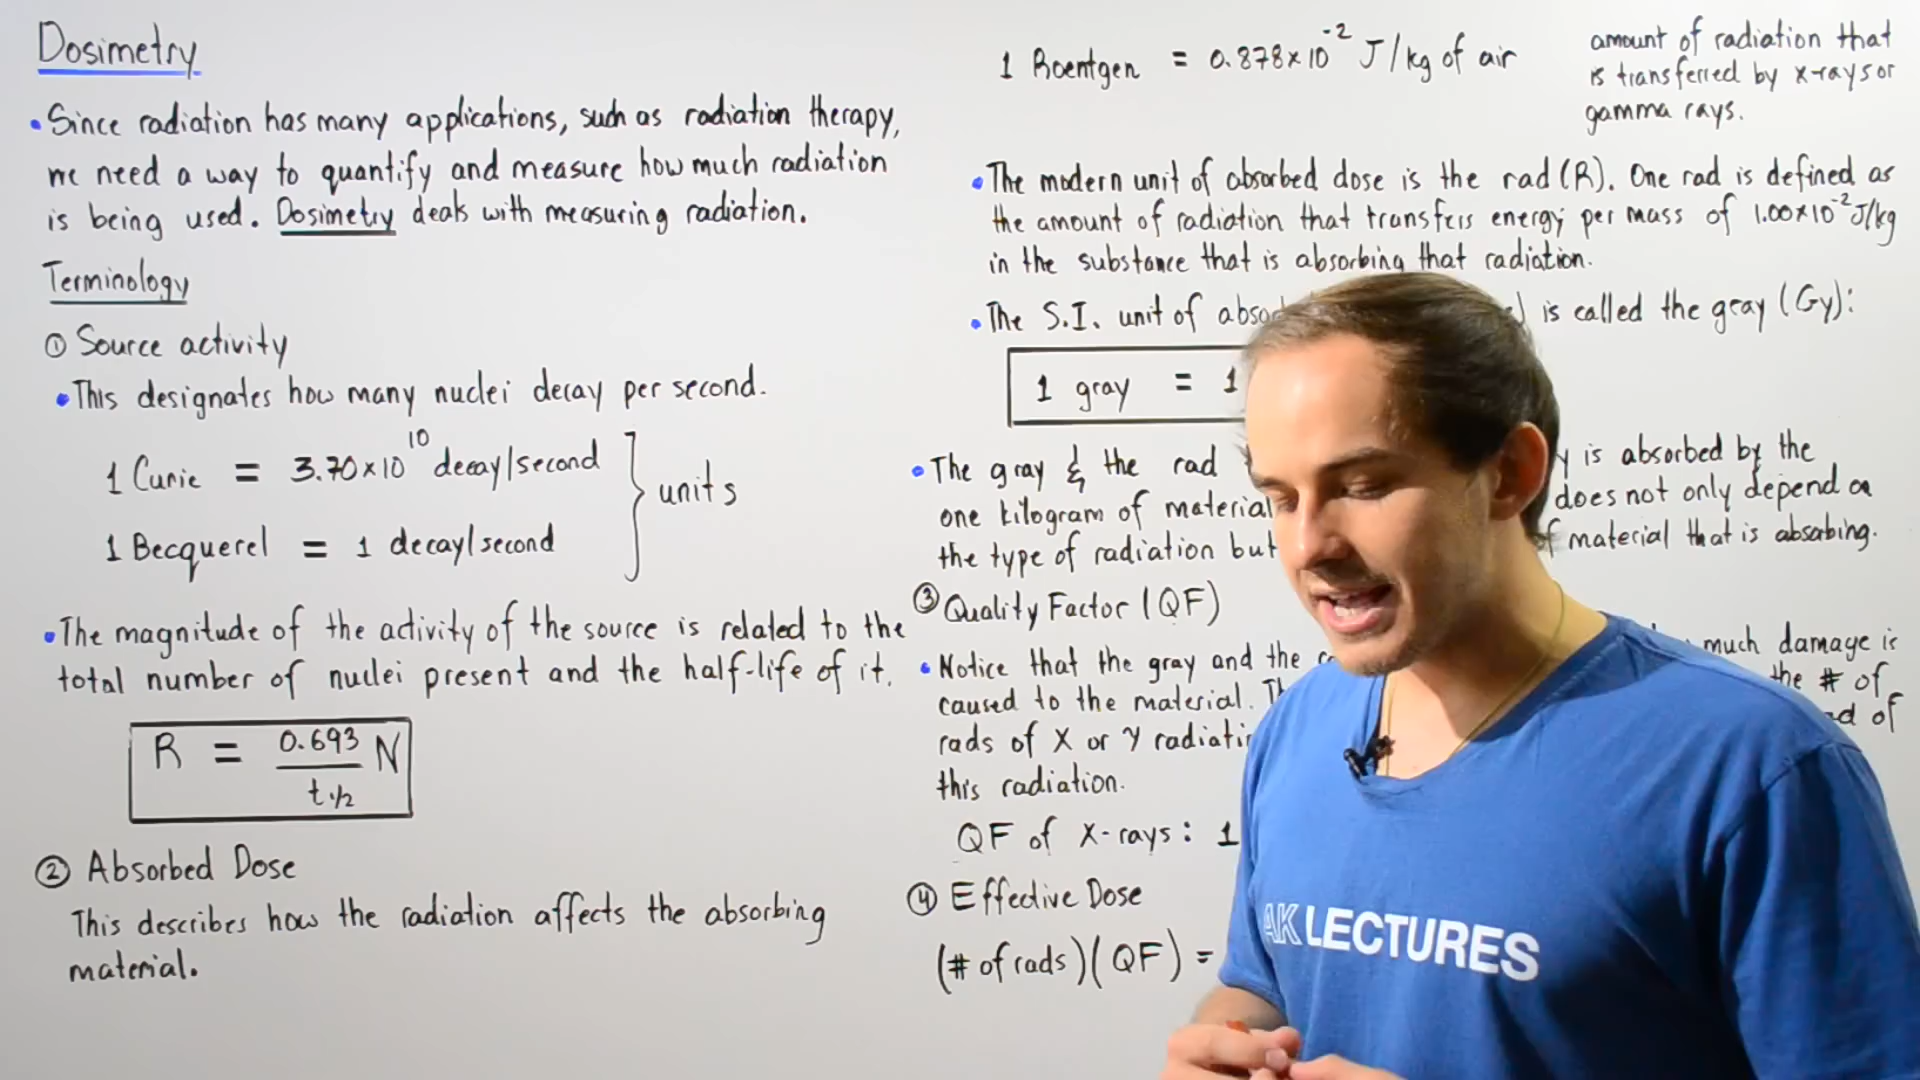 Dosimetry
• Since radiation has many applications, such as radiation therapy,
we need a way to quantify and measure how much radiation
is being used. Dosimetry deals with measuring radiation.
Terminology
① Source activity
• This designates how many nuclei decay per second.
1 Curie = 3.70×10^10 decay/second
units
1 Becquerel = 1 decay/second
• The magnitude of the activity of the source is related to the
total number of nuclei present and the half-life of it.
R = 0.693/t1/2 N
② Absorbed Dose
This describes how the radiation affects the absorbing
material.
1 Roentgen = 0.878×10^-2 J/kg of air
amount of radiation that
is transferred by x-rays or
gamma rays.
• The modern unit of absorbed dose is the rad (R). One rad is defined as
the amount of radiation that transfers energy per mass of 1.00×10^-2 J/kg
in the substance that is absorbing that radiation.
• The S.I. unit of is called the gray (Gy):
1 gray = 1
• The gray & the rad is absorbed by the
one kilogram of material does not only depend on
the type of radiation but of material that is absorbing.
③ Quality Factor (QF)
• Notice that the gray and the much damage is
caused to the material. the # of
rads of X or γ of
this radiation.
QF of X-rays: 1
④ Effective Dose
(# of rads)(QF) =
AK LECTURES